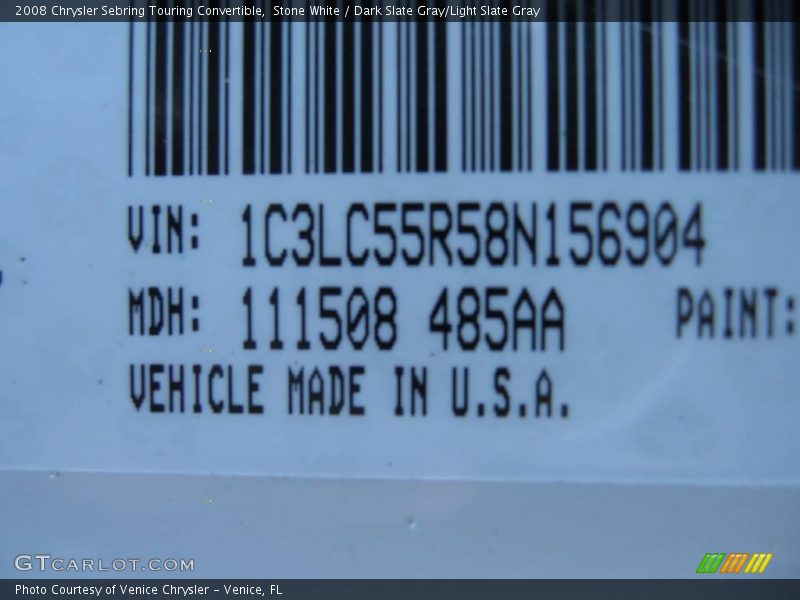 2008 Chrysler Sebring Touring Convertible, Stone White / Dark Slate Gray/Light Slate Gray
VIN: 1C3LC55R58N156904
MDH: 111508 485AA PAINT:
VEHICLE MADE IN U.S.A.
GTCARLOT.COM
Photo Courtesy of Venice Chrysler - Venice, FL